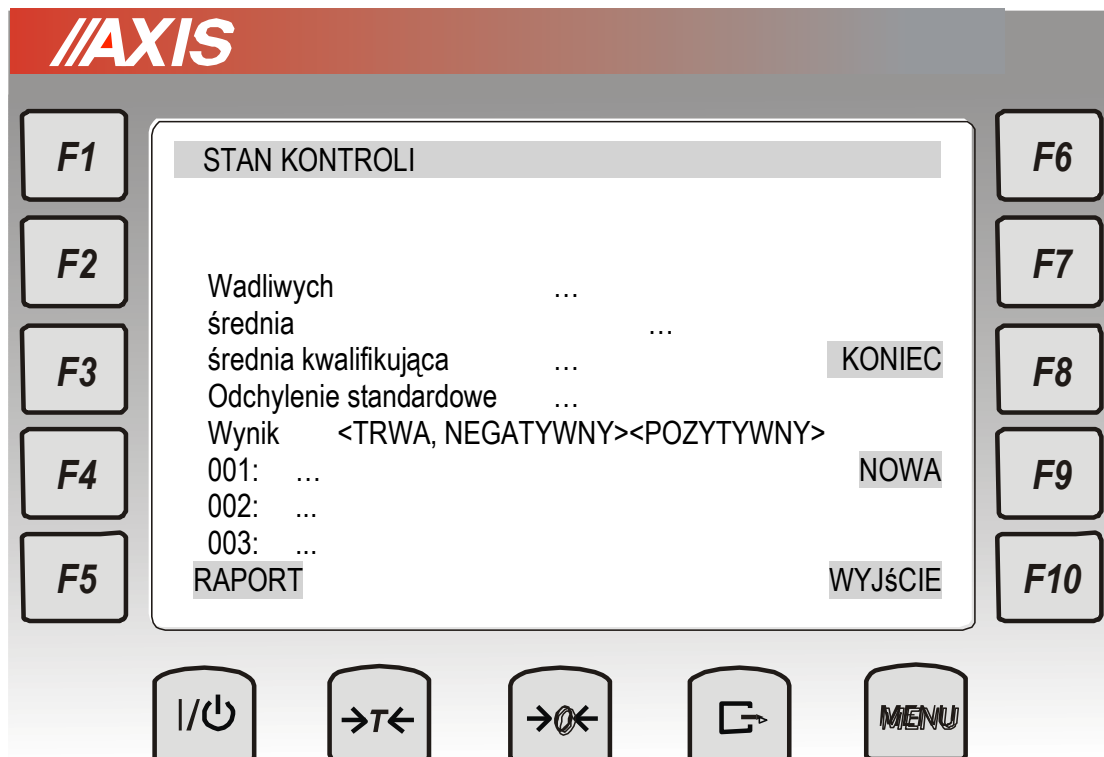 AXIS
F1
STAN KONTROLI
F6
F2
F7
Wadliwych ...
średnia ...
F3
średnia kwalifikująca ...
KONIEC
F8
Odchylenie standardowe ...
Wynik <TRWA, NEGATYWNY><POZYTYWNY>
F4
001: ...
NOWA
F9
002: ...
003: ...
F5
RAPORT
WYJśCIE
F10
I/⏻
→T←
→0←
MENU